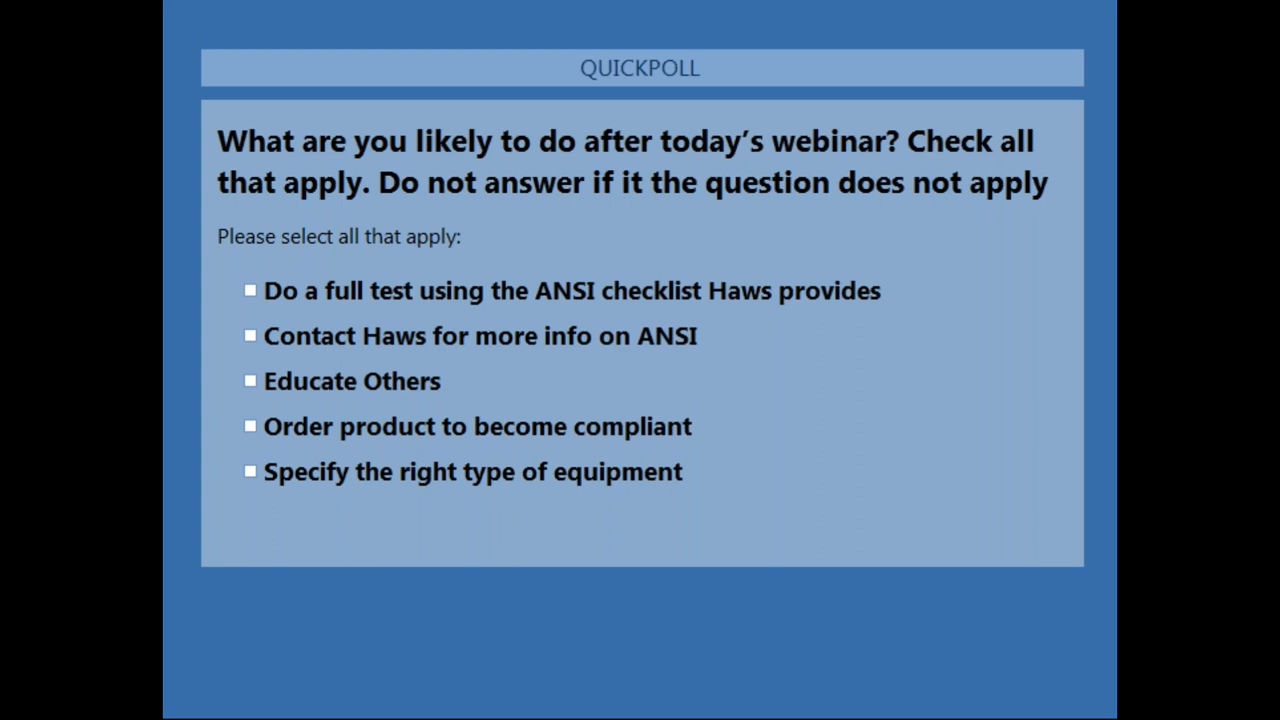 QUICKPOLL
What are you likely to do after today’s webinar? Check all
that apply. Do not answer if it the question does not apply
Please select all that apply:
Do a full test using the ANSI checklist Haws provides
Contact Haws for more info on ANSI
Educate Others
Order product to become compliant
Specify the right type of equipment